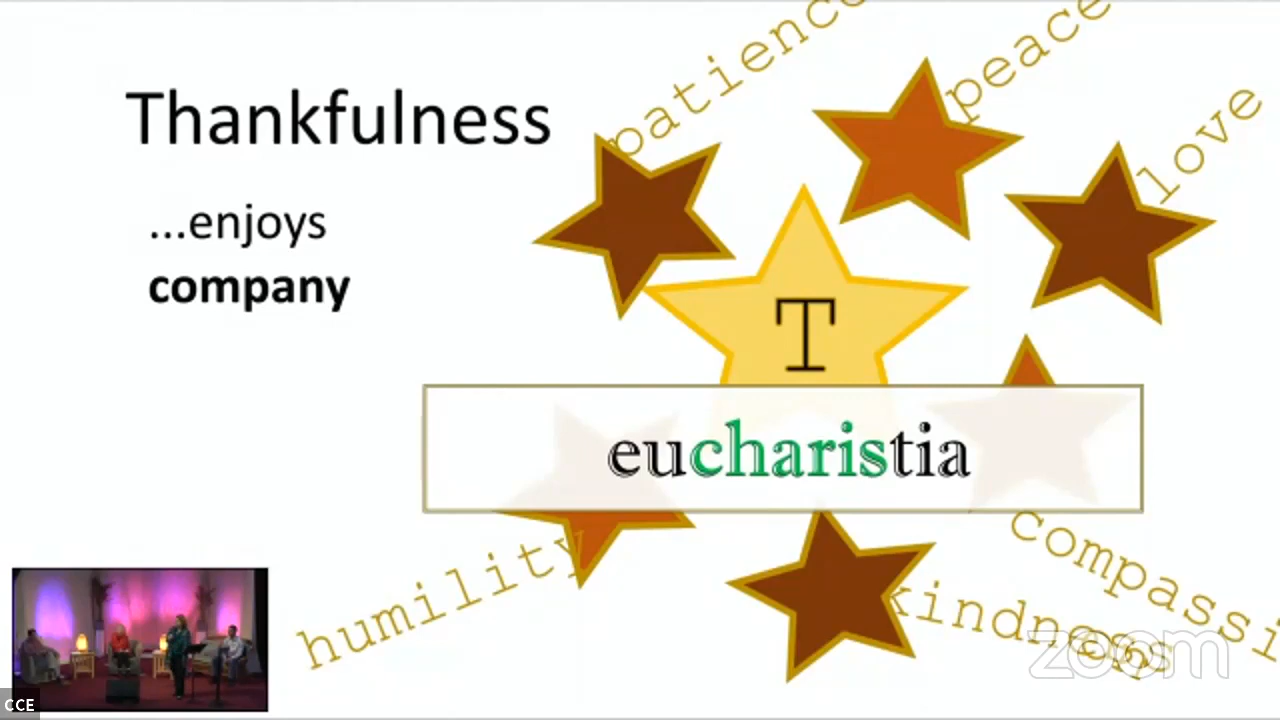 Thankfulness
...enjoys
company
patience
peace
love
T
eucharistia
humility
kindness
compassi
zoom
CCE